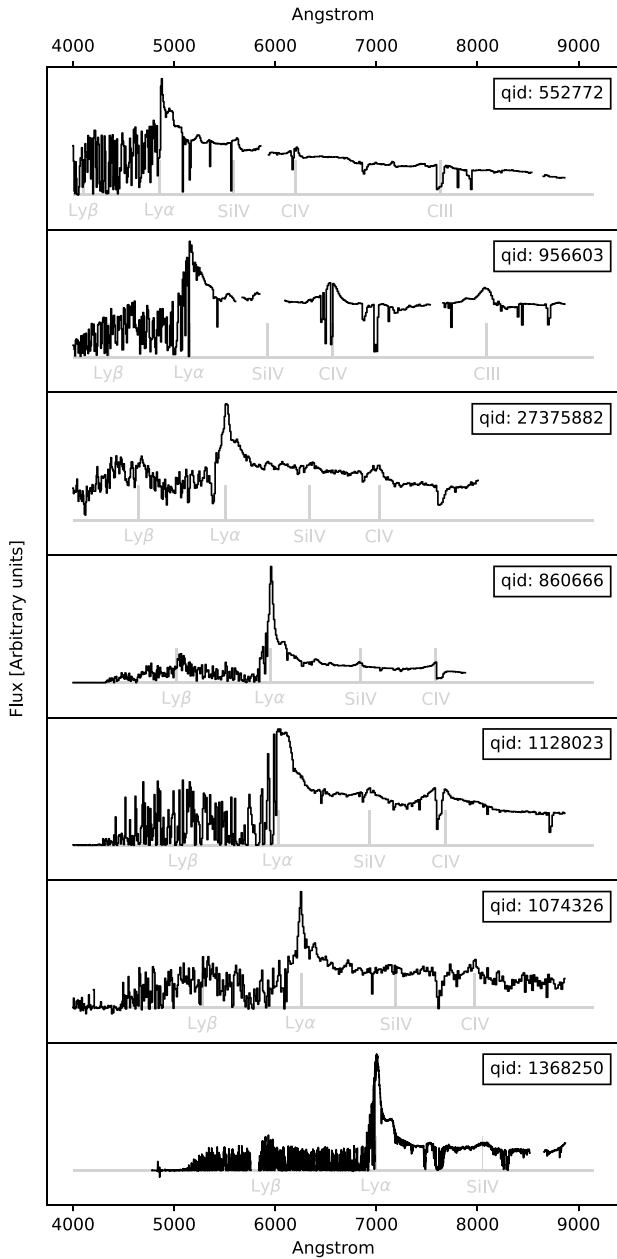 Angstrom
4000 5000 6000 7000 8000 9000
qid: 552772
Lyβ Lyα SiIV CIV CIII
qid: 956603
Lyβ Lyα SiIV CIV CIII
qid: 27375882
Lyβ Lyα SiIV CIV
Flux [Arbitrary units]
qid: 860666
Lyβ Lyα SiIV CIV
qid: 1128023
Lyβ Lyα SiIV CIV
qid: 1074326
Lyβ Lyα SiIV CIV
qid: 1368250
Lyβ Lyα SiIV
4000 5000 6000 7000 8000 9000
Angstrom